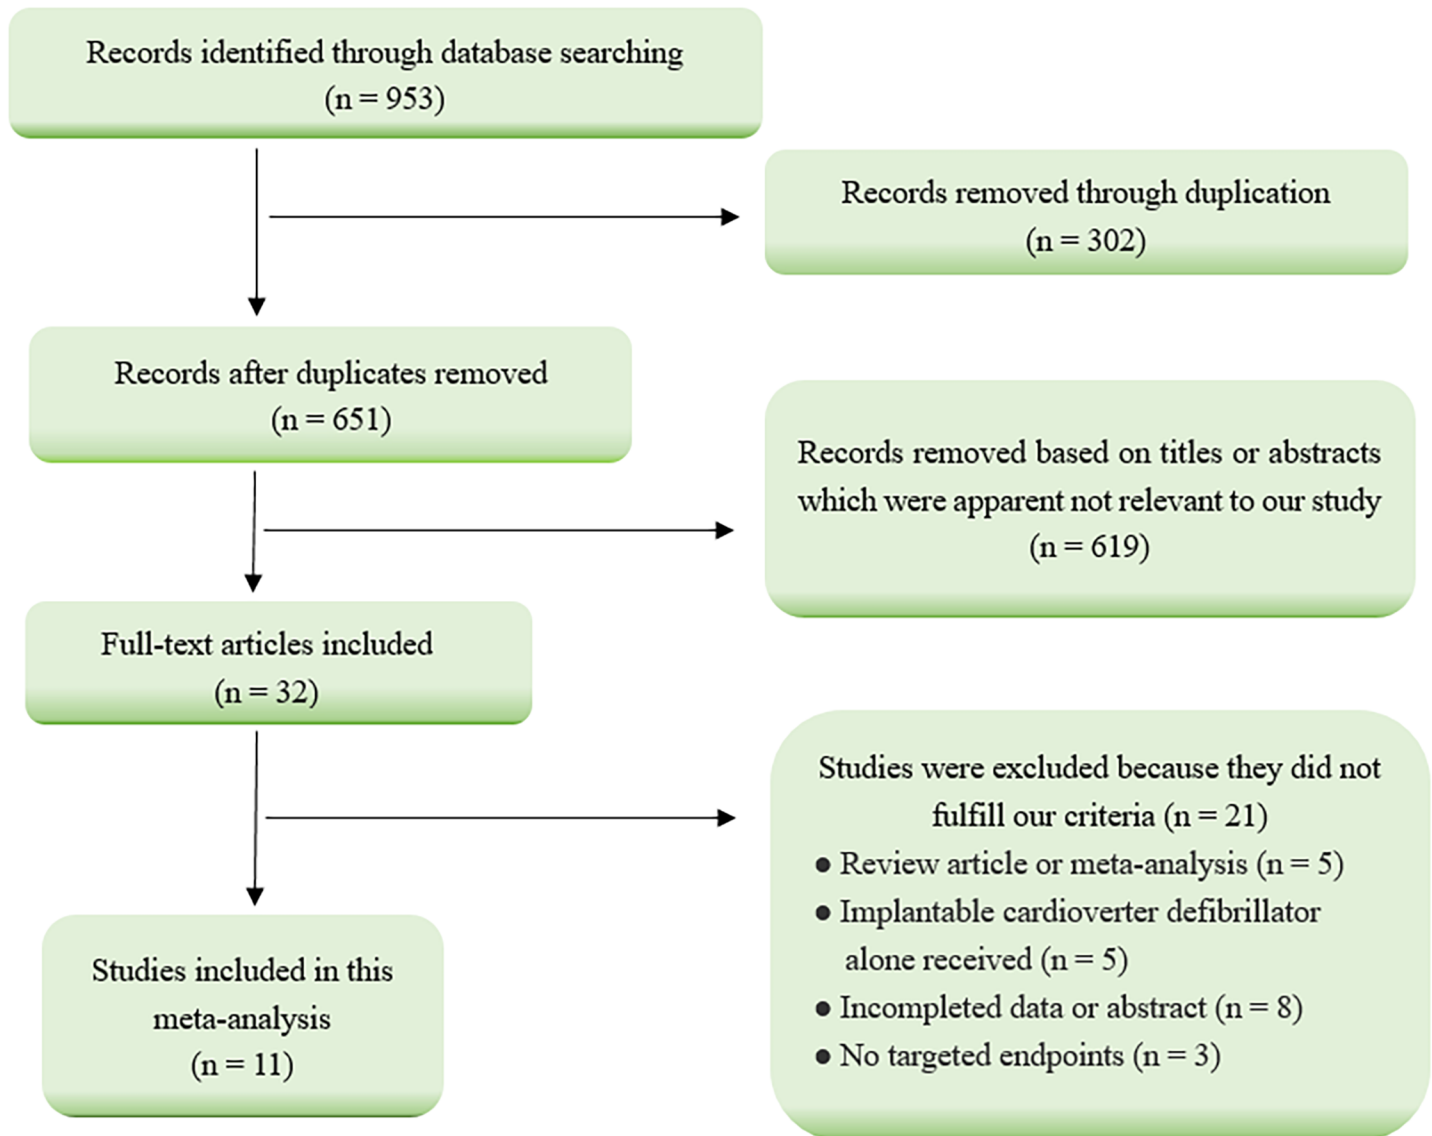 Records identified through database searching
(n = 953)
Records removed through duplication
(n = 302)
Records after duplicates removed
(n = 651)
Records removed based on titles or abstracts
which were apparent not relevant to our study
(n = 619)
Full-text articles included
(n = 32)
Studies were excluded because they did not
fulfill our criteria (n = 21)
● Review article or meta-analysis (n = 5)
● Implantable cardioverter defibrillator
alone received (n = 5)
● Incompleted data or abstract (n = 8)
● No targeted endpoints (n = 3)
Studies included in this
meta-analysis
(n = 11)